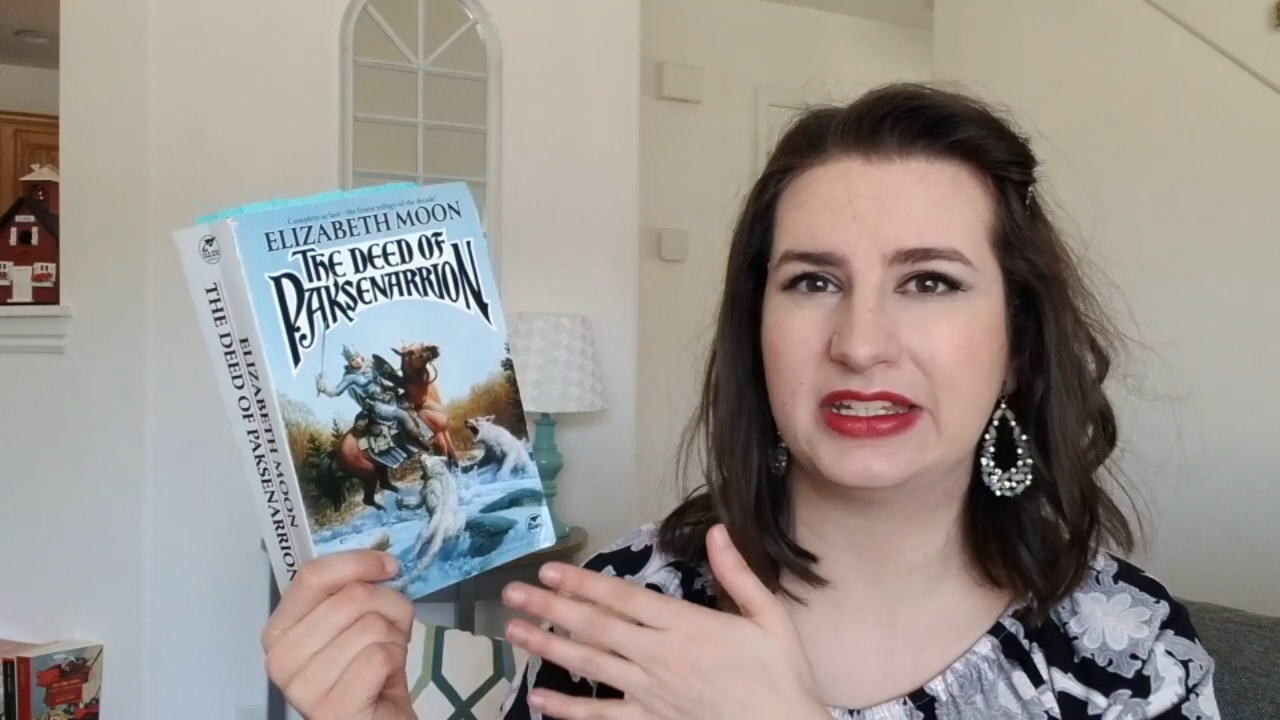 Complete at last—the finest trilogy of the decade
ELIZABETH MOON
THE DEED OF
PAKSENARRION
ELIZABETH MOON
THE DEED OF PAKSENARRION